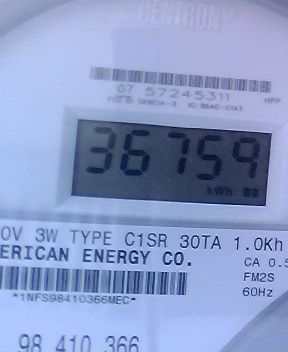 CENTRON
07 57245311
HPP
36759
kWh
0V 3W TYPE C1SR 30TA 1.0Kh
ERICAN ENERGY CO.
CA 0.5
FM2S
*1NFS98410366MEC*
60Hz
98 410 366